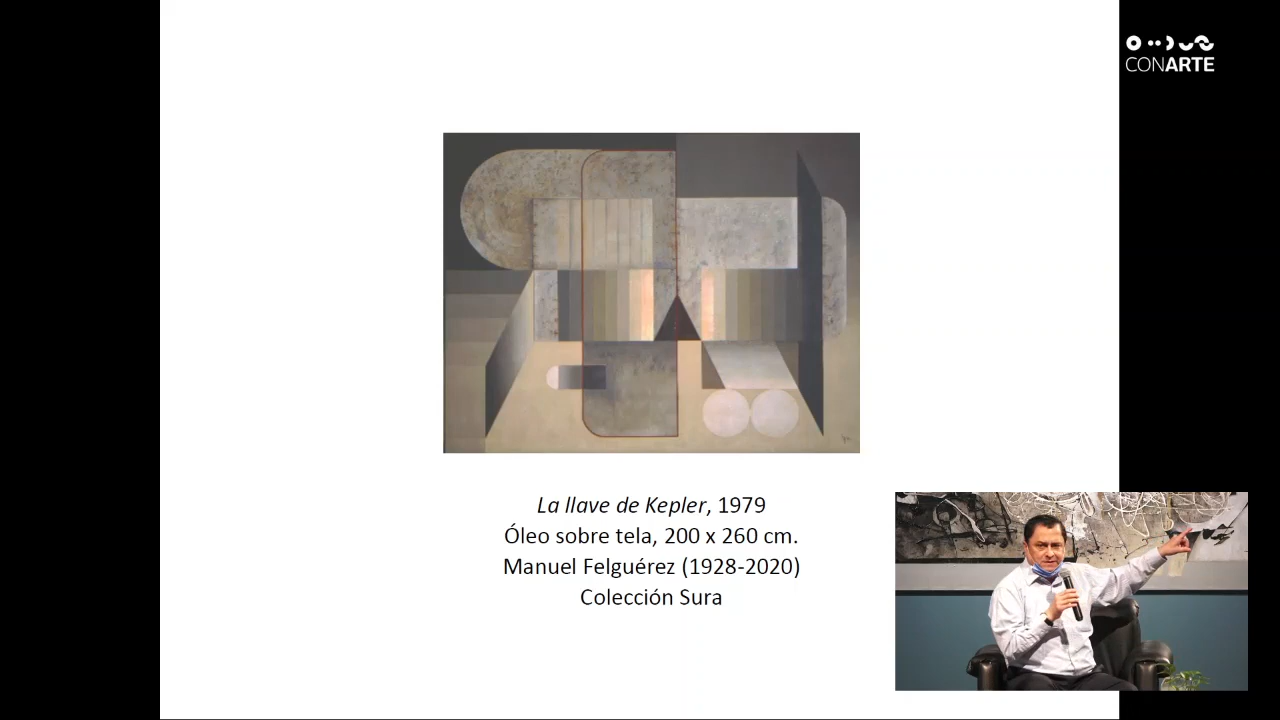 CONARTE
La llave de Kepler, 1979
Óleo sobre tela, 200 x 260 cm.
Manuel Felguérez (1928-2020)
Colección Sura